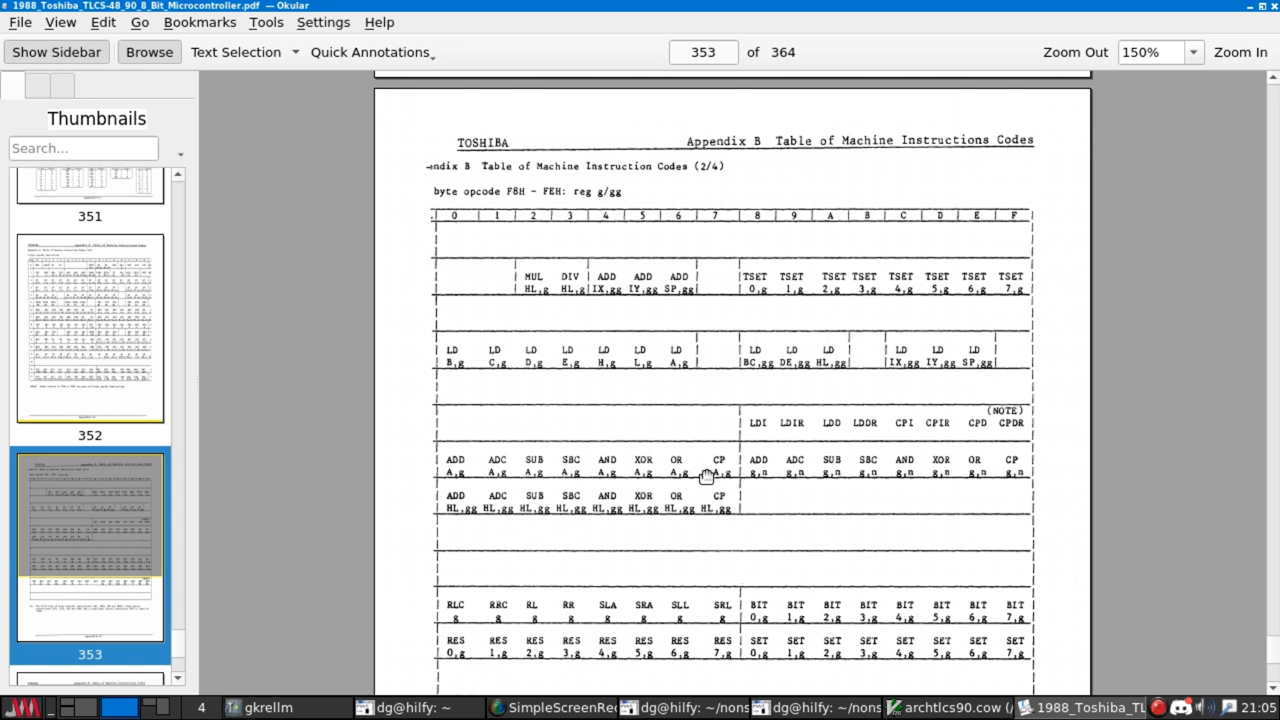 1988_Toshiba_TLCS-48_90_8_Bit_Microcontroller.pdf — Okular
File View Edit Go Bookmarks Tools Settings Help
Show Sidebar Browse Text Selection Quick Annotations 353 of 364 Zoom Out 150% Zoom In
Thumbnails
Search...
351
352
353
TOSHIBA Appendix B Table of Machine Instructions Codes
endix B Table of Machine Instruction Codes (2/4)
byte opcode F8H - FEH: reg g/gg
0 1 2 3 4 5 6 7 8 9 A B C D E F
MUL DIV ADD ADD ADD TSET TSET TSET TSET TSET TSET TSET TSET
HL,g HL,g IX,gg IY,gg SP,gg 0,g 1,g 2,g 3,g 4,g 5,g 6,g 7,g
LD LD LD LD LD LD LD LD LD LD LD LD LD
B,g C,g D,g E,g H,g L,g A,g BC,gg DE,gg HL,gg IX,gg IY,gg SP,gg
(NOTE)
LDI LDIR LDD LDDR CPI CPIR CPD CPDR
ADD ADC SUB SBC AND XOR OR CP ADD ADC SUB SBC AND XOR OR CP
A,g A,g A,g A,g A,g A,g A,g A,g g,n g,n g,n g,n g,n g,n g,n g,n
ADD ADC SUB SBC AND XOR OR CP
HL,gg HL,gg HL,gg HL,gg HL,gg HL,gg HL,gg HL,gg
RLC RRC RL RR SLA SRA SLL SRL BIT BIT BIT BIT BIT BIT BIT BIT
g g g g g g g g 0,g 1,g 2,g 3,g 4,g 5,g 6,g 7,g
RES RES RES RES RES RES RES RES SET SET SET SET SET SET SET SET
0,g 1,g 2,g 3,g 4,g 5,g 6,g 7,g 0,g 1,g 2,g 3,g 4,g 5,g 6,g 7,g
4 gkrellm dg@hilfy: ~ SimpleScreenRec dg@hilfy: ~/nons dg@hilfy: ~/nons archtlcs90.cow (/ 1988_Toshiba_TL 21:05